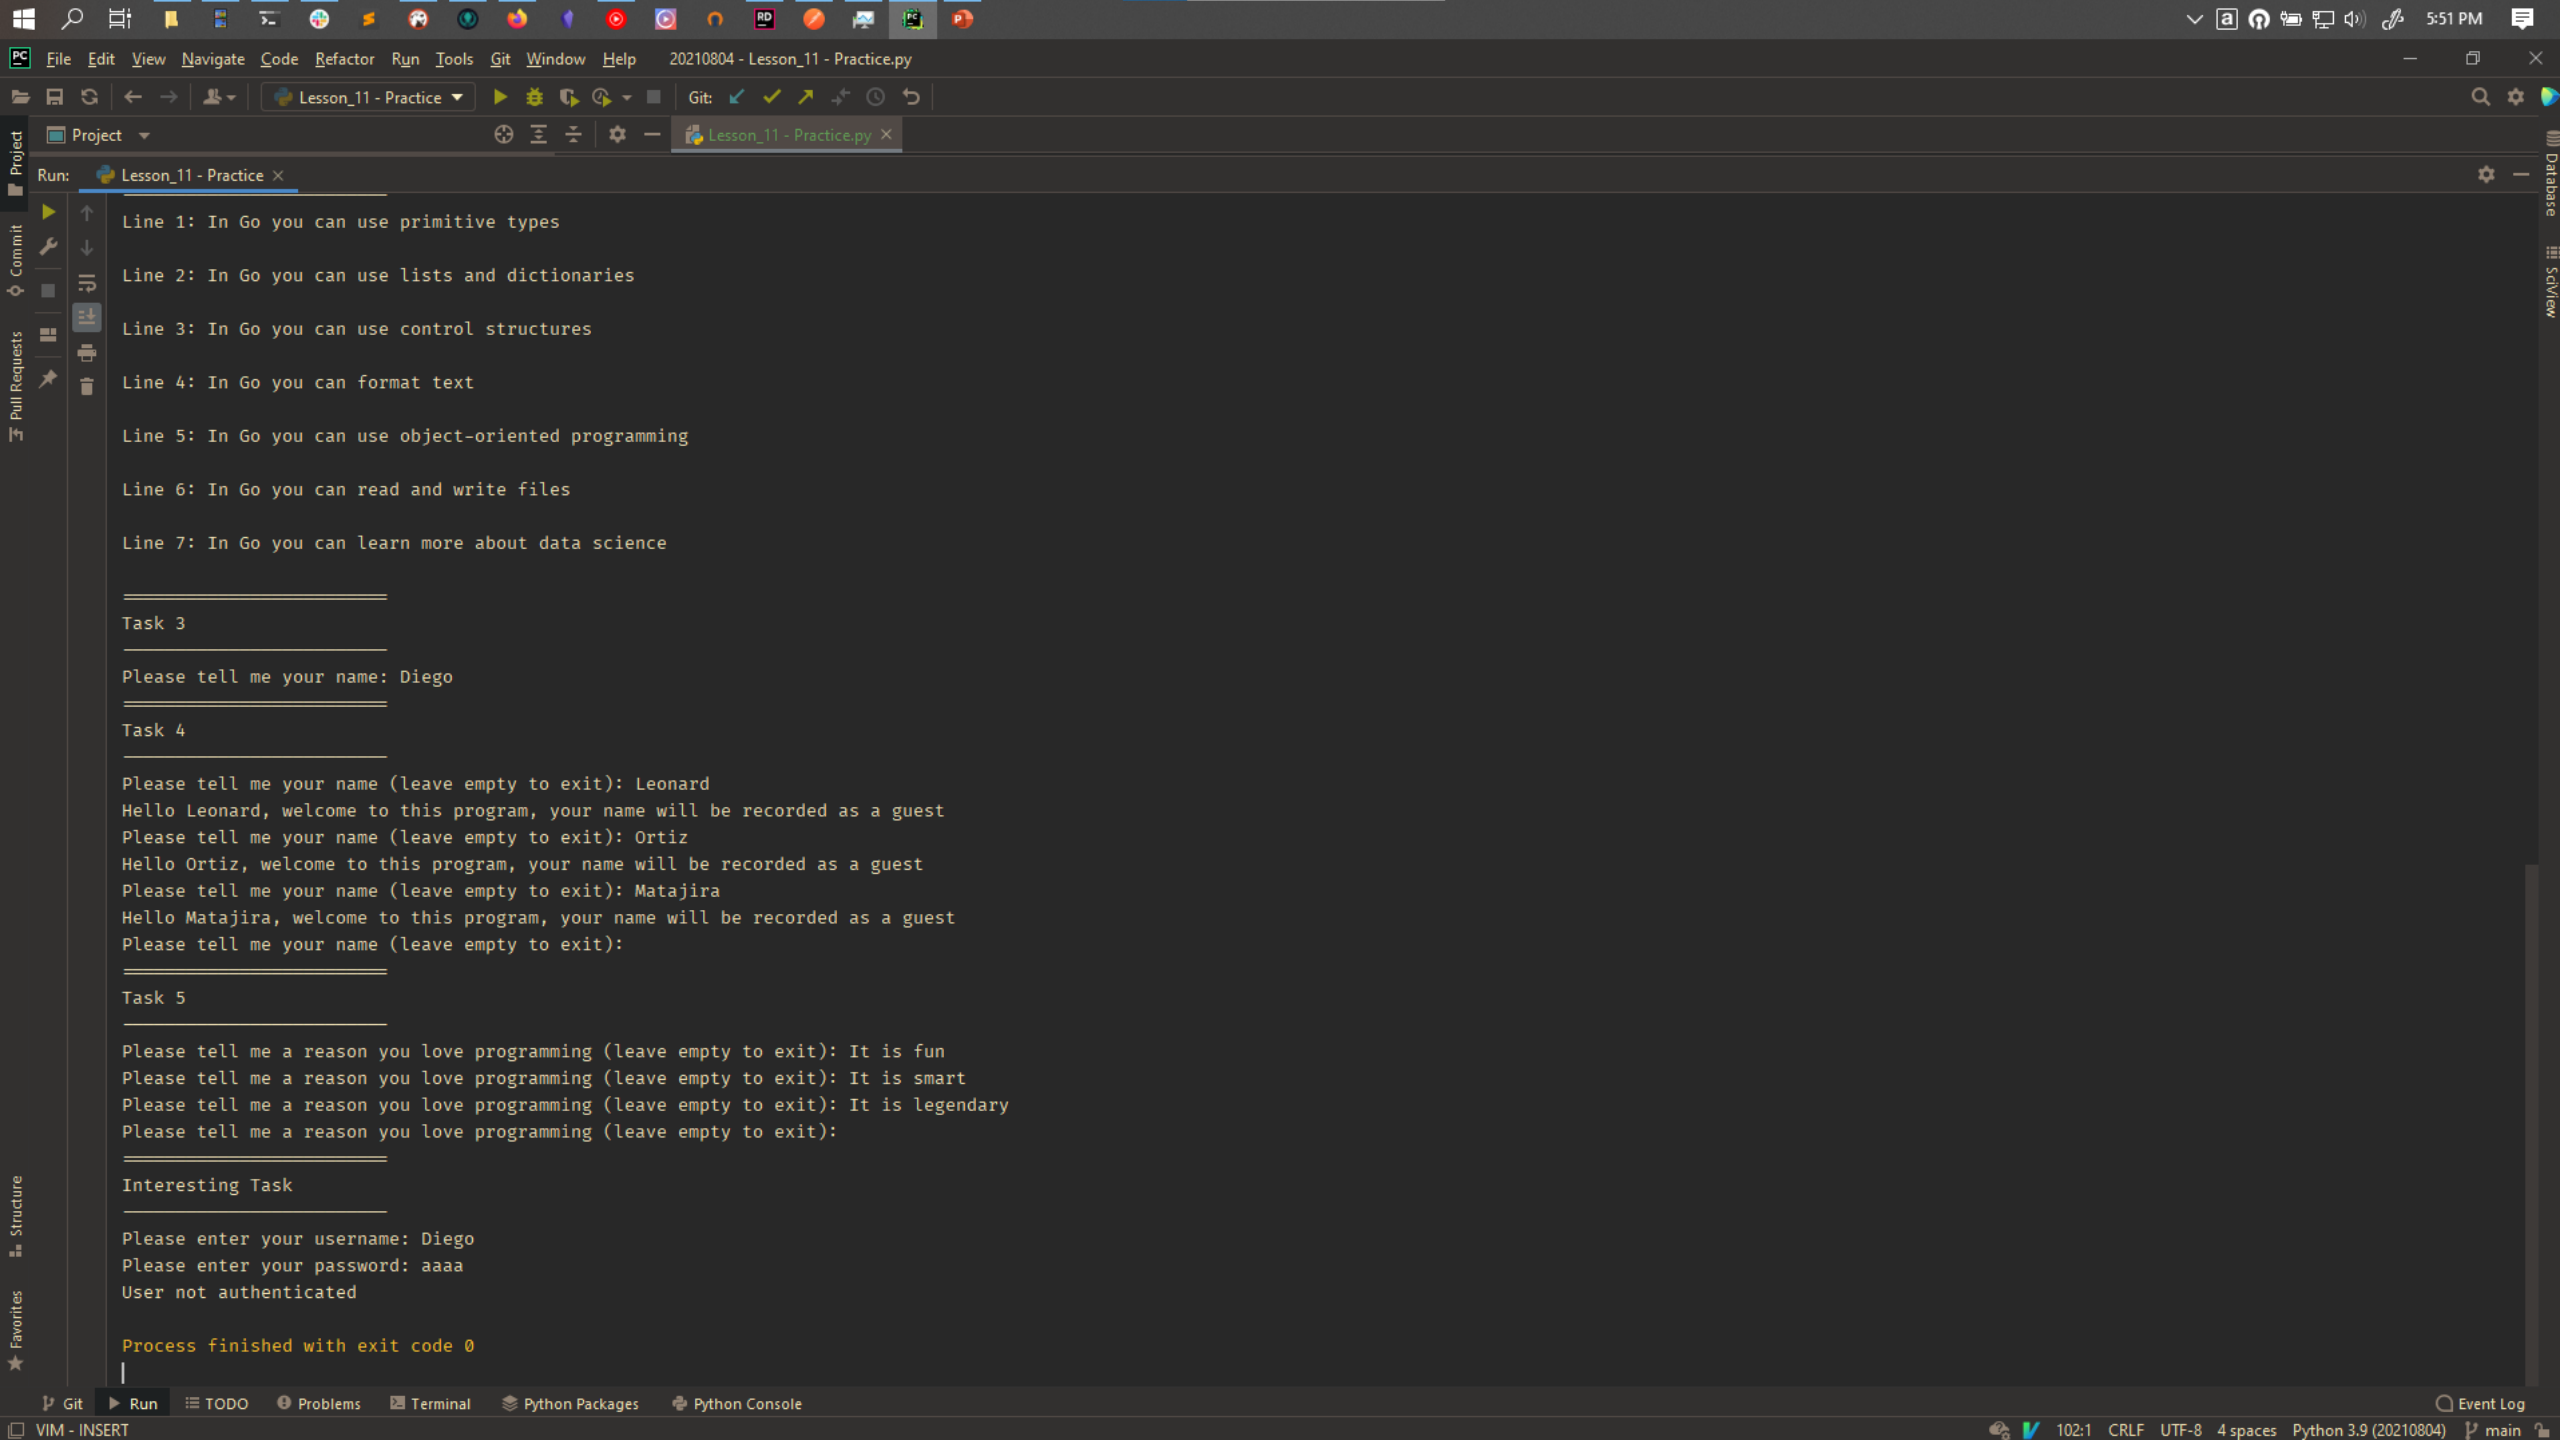 5:51 PM
PC File Edit View Navigate Code Refactor Run Tools Git Window Help 20210804 - Lesson_11 - Practice.py
Lesson_11 - Practice Git:
Project Lesson_11 - Practice.py
Run: Lesson_11 - Practice
Project
Commit
Pull Requests
Structure
Favorites
Database
SciView
Line 1: In Go you can use primitive types
Line 2: In Go you can use lists and dictionaries
Line 3: In Go you can use control structures
Line 4: In Go you can format text
Line 5: In Go you can use object-oriented programming
Line 6: In Go you can read and write files
Line 7: In Go you can learn more about data science
Task 3
Please tell me your name: Diego
Task 4
Please tell me your name (leave empty to exit): Leonard
Hello Leonard, welcome to this program, your name will be recorded as a guest
Please tell me your name (leave empty to exit): Ortiz
Hello Ortiz, welcome to this program, your name will be recorded as a guest
Please tell me your name (leave empty to exit): Matajira
Hello Matajira, welcome to this program, your name will be recorded as a guest
Please tell me your name (leave empty to exit):
Task 5
Please tell me a reason you love programming (leave empty to exit): It is fun
Please tell me a reason you love programming (leave empty to exit): It is smart
Please tell me a reason you love programming (leave empty to exit): It is legendary
Please tell me a reason you love programming (leave empty to exit):
Interesting Task
Please enter your username: Diego
Please enter your password: aaaa
User not authenticated
Process finished with exit code 0
Git Run TODO Problems Terminal Python Packages Python Console Event Log
VIM - INSERT 102:1 CRLF UTF-8 4 spaces Python 3.9 (20210804) main